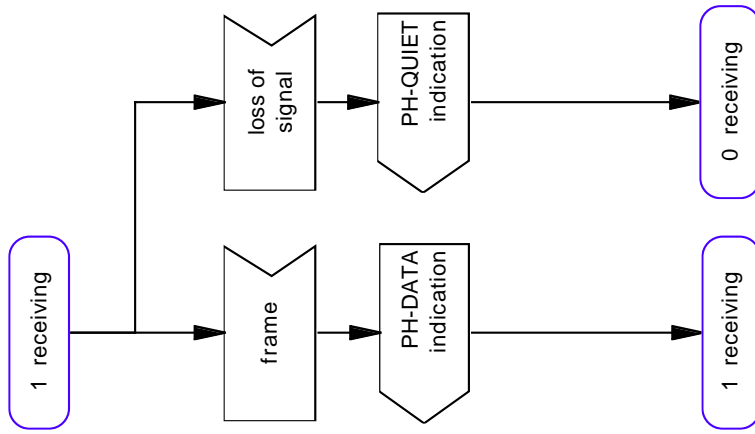 1 receiving
frame
loss of
signal
PH-DATA
indication
PH-QUIET
indication
1 receiving
0 receiving